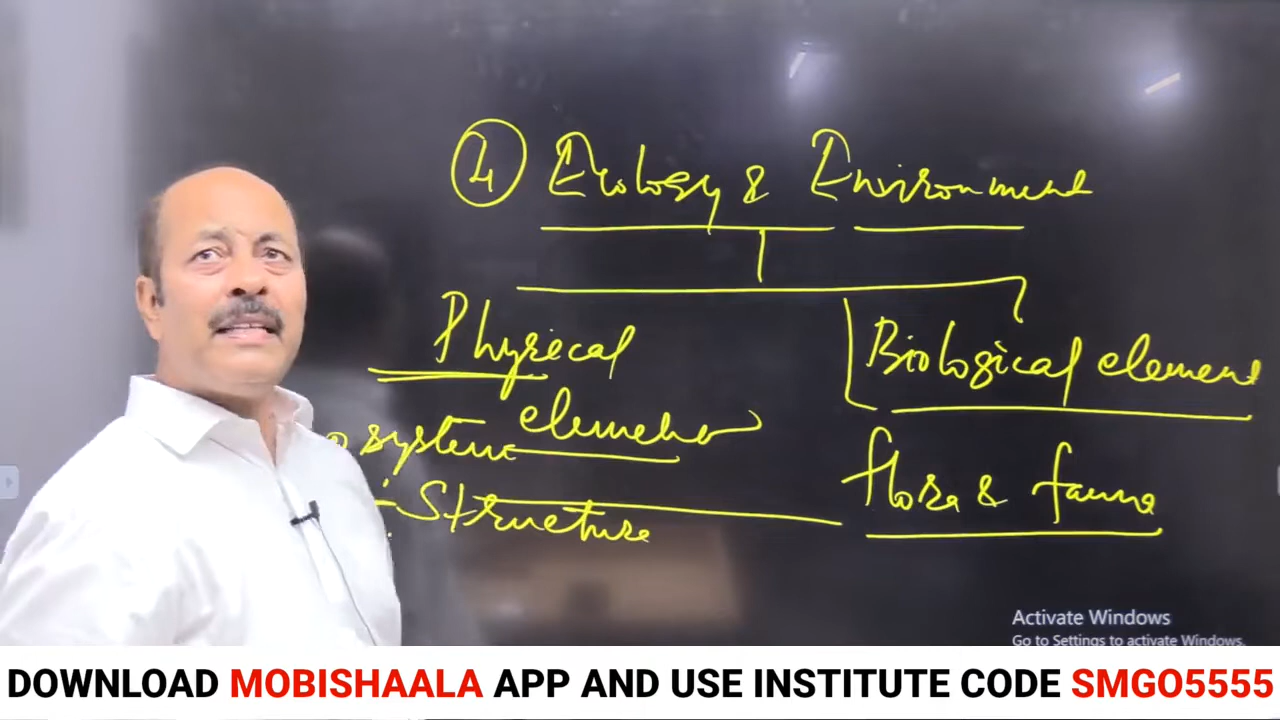 4 Ecology & Environment
Physical
elements
Biological element
system
Structure
flora & fauna
Activate Windows
Go to Settings to activate Windows.
DOWNLOAD MOBISHAALA APP AND USE INSTITUTE CODE SMGO5555